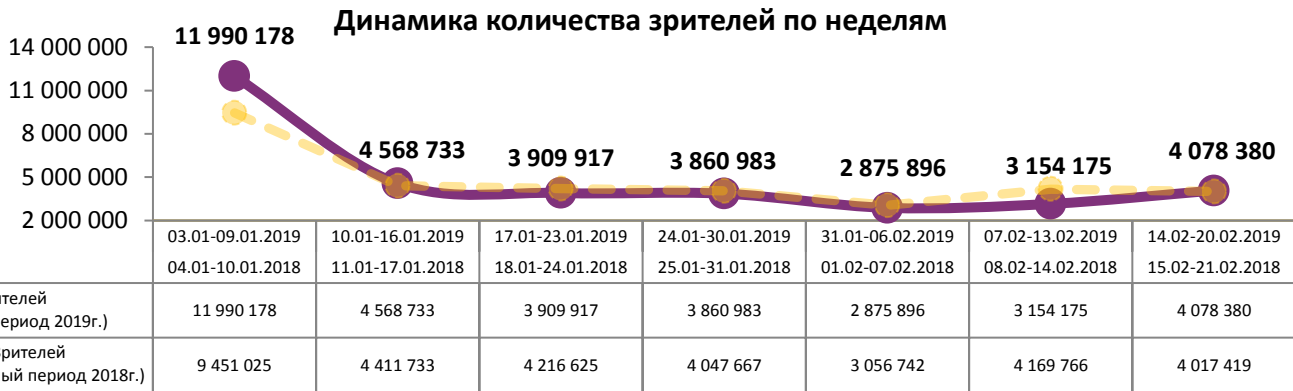 Динамика количества зрителей по неделям
11 990 178
4 568 733
3 909 917
3 860 983
2 875 896
3 154 175
4 078 380
14 000 000
11 000 000
8 000 000
5 000 000
2 000 000
03.01-09.01.2019 10.01-16.01.2019 17.01-23.01.2019 24.01-30.01.2019 31.01-06.02.2019 07.02-13.02.2019 14.02-20.02.2019
04.01-10.01.2018 11.01-17.01.2018 18.01-24.01.2018 25.01-31.01.2018 01.02-07.02.2018 08.02-14.02.2018 15.02-21.02.2018
ителей
ериод 2019г.) 11 990 178 4 568 733 3 909 917 3 860 983 2 875 896 3 154 175 4 078 380
зрителей
ый период 2018г.) 9 451 025 4 411 733 4 216 625 4 047 667 3 056 742 4 169 766 4 017 419